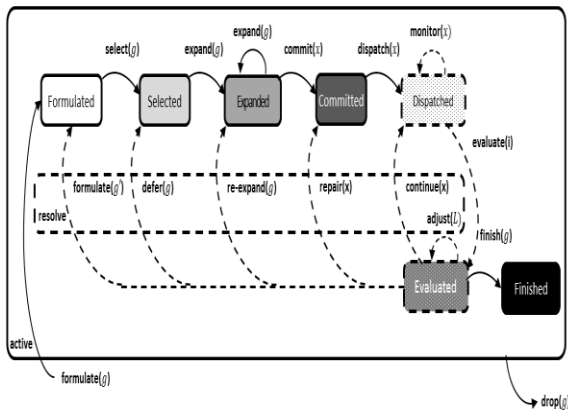 expand(g)
select(g)
expand(g)
commit(x)
dispatch(x)
monitor(x)
Formulated
Selected
Expanded
Committed
Dispatched
evaluate(i)
formulate(g')
defer(g)
re-expand(g)
repair(x)
continue(x)
resolve
adjust(L)
finish(g)
Evaluated
Finished
active
formulate(g)
drop(g)